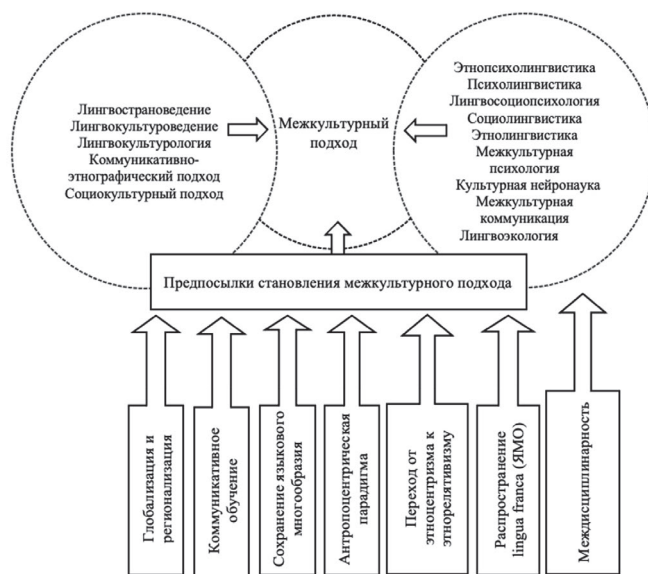 Лингвострановедение
Лингвокультуроведение
Лингвокультурология
Коммуникативно-
этнографический подход
Социокультурный подход
Межкультурный
подход
Этнопсихолингвистика
Психолингвистика
Лингвосоциопсихология
Социолингвистика
Этнолингвистика
Межкультурная
психология
Культурная нейронаука
Межкультурная
коммуникация
Лингвоэкология
Предпосылки становления межкультурного подхода
Глобализация и
регионализация
Коммуникативное
обучение
Сохранение языкового
многообразия
Антропоцентрическая
парадигма
Переход от
этноцентризма к
этнорелятивизму
Распространение
lingua franca (ЯМО)
Междисциплинарность